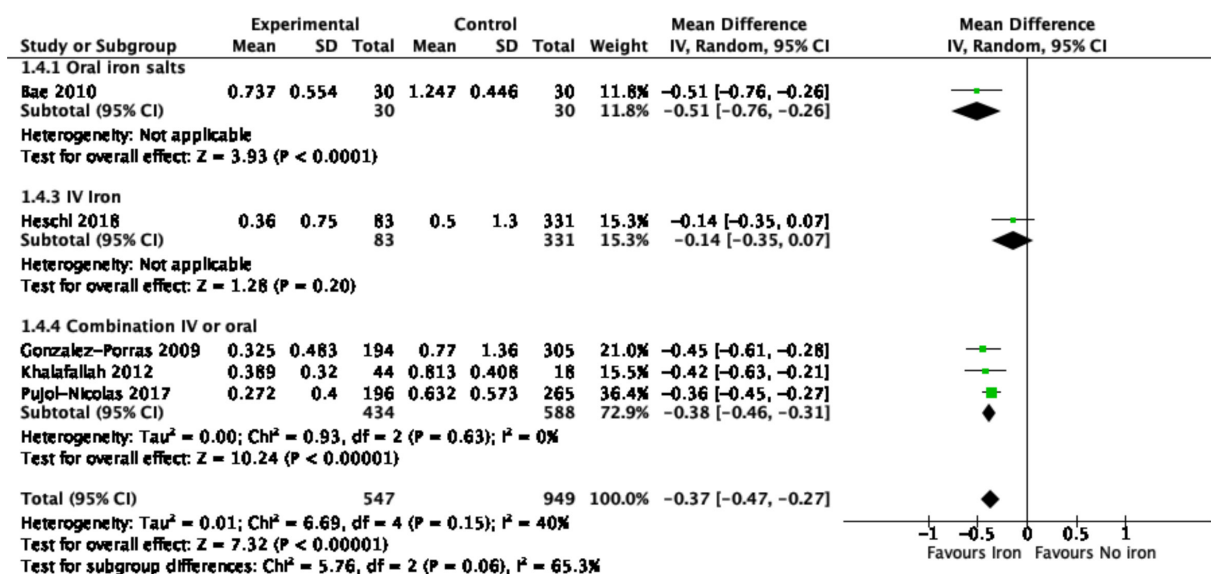 Experimental Control Mean Difference Mean Difference
Study or Subgroup Mean SD Total Mean SD Total Weight IV, Random, 95% CI IV, Random, 95% CI
1.4.1 Oral iron salts
Bae 2010 0.737 0.554 30 1.247 0.446 30 11.8% −0.51 [−0.76, −0.26]
Subtotal (95% CI) 30 30 11.8% −0.51 [−0.76, −0.26]
Heterogeneity: Not applicable
Test for overall effect: Z = 3.93 (P < 0.0001)
1.4.3 IV Iron
Heschl 2018 0.36 0.75 83 0.5 1.3 331 15.3% −0.14 [−0.35, 0.07]
Subtotal (95% CI) 83 331 15.3% −0.14 [−0.35, 0.07]
Heterogeneity: Not applicable
Test for overall effect: Z = 1.28 (P = 0.20)
1.4.4 Combination IV or oral
Gonzalez−Porras 2009 0.325 0.483 194 0.77 1.36 305 21.0% −0.45 [−0.61, −0.28]
Khalafallah 2012 0.389 0.32 44 0.813 0.408 18 15.5% −0.42 [−0.63, −0.21]
Pujol−Nicolas 2017 0.272 0.4 196 0.632 0.573 265 36.4% −0.36 [−0.45, −0.27]
Subtotal (95% CI) 434 588 72.9% −0.38 [−0.46, −0.31]
Heterogeneity: Tau² = 0.00; Chi² = 0.93, df = 2 (P = 0.63); I² = 0%
Test for overall effect: Z = 10.24 (P < 0.00001)
Total (95% CI) 547 949 100.0% −0.37 [−0.47, −0.27]
Heterogeneity: Tau² = 0.01; Chi² = 6.69, df = 4 (P = 0.15); I² = 40%
Test for overall effect: Z = 7.32 (P < 0.00001)
Test for subgroup differences: Chi² = 5.76, df = 2 (P = 0.06), I² = 65.3%
−1 −0.5 0 0.5 1
Favours Iron Favours No iron